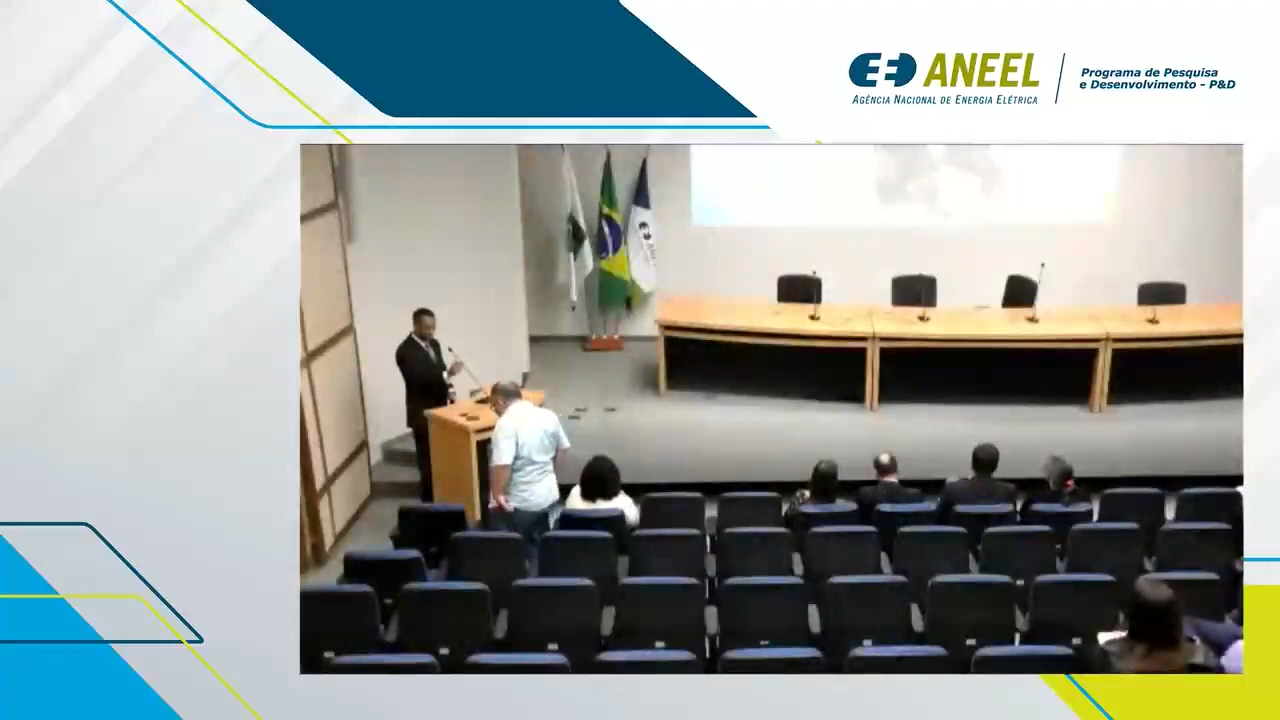 ANEEL
AGÊNCIA NACIONAL DE ENERGIA ELÉTRICA
Programa de Pesquisa
e Desenvolvimento - P&D